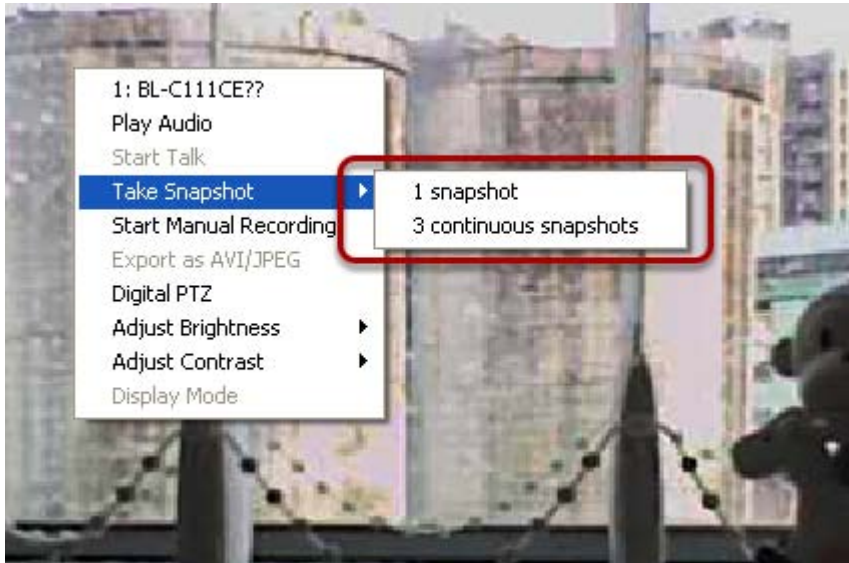 1: BL-C111CE??
Play Audio
Start Talk
Take Snapshot
1 snapshot
3 continuous snapshots
Start Manual Recording
Export as AVI/JPEG
Digital PTZ
Adjust Brightness
Adjust Contrast
Display Mode